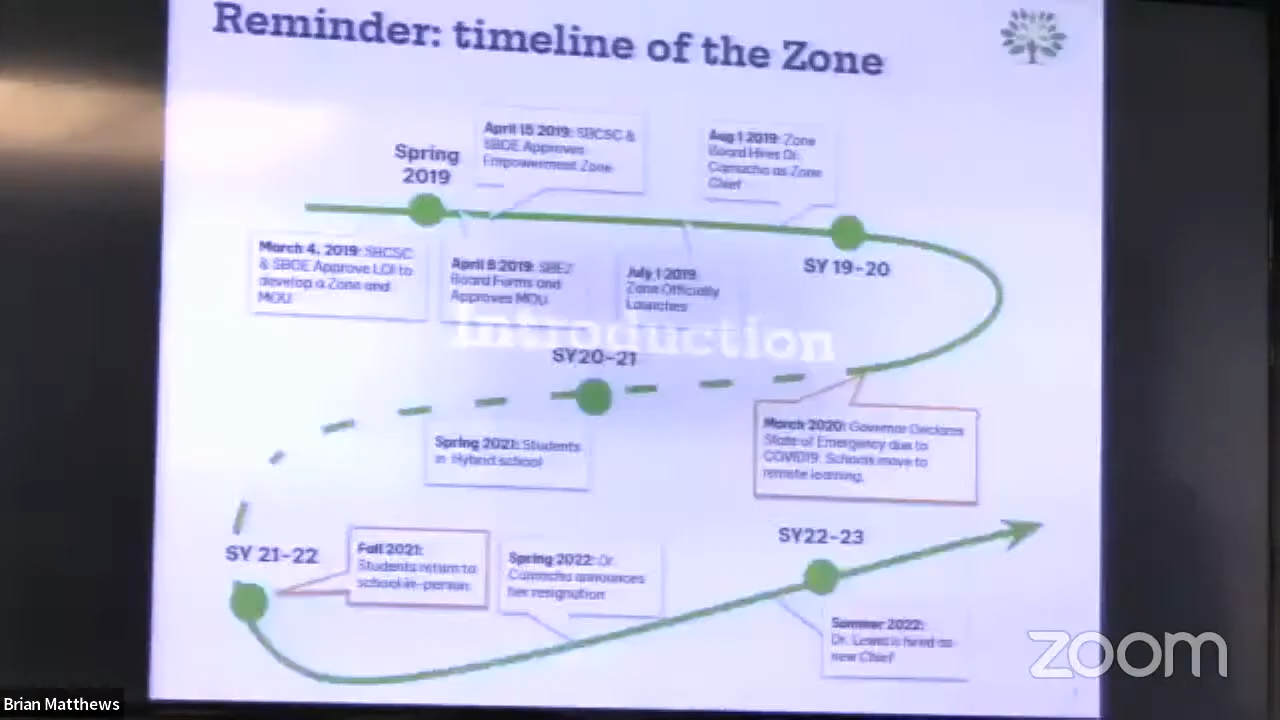 Reminder: timeline of the Zone
Spring
2019
April 15 2019: SBCSC &
SBOE Approves
Empowerment Zone
Aug 1 2019: Zone
Board Hires Dr.
Camacho as Zone
Chief
March 4, 2019: SBCSC
& SBOE Approve LOI to
develop a Zone and
MOU
April 8 2019: SBEZ
Board Forms and
Approves MOU
July 1 2019:
Zone Officially
Launches
SY 19-20
Introduction
SY20-21
Spring 2021: Students
in Hybrid school
March 2020: Governor Declares
State of Emergency due to
COVID19. Schools move to
remote learning.
SY 21-22
Fall 2021:
Students return to
school in-person
Spring 2022: Dr.
Camacho announces
her resignation
SY22-23
Summer 2022:
Dr. Lewis is hired as
new Chief
zoom
Brian Matthews